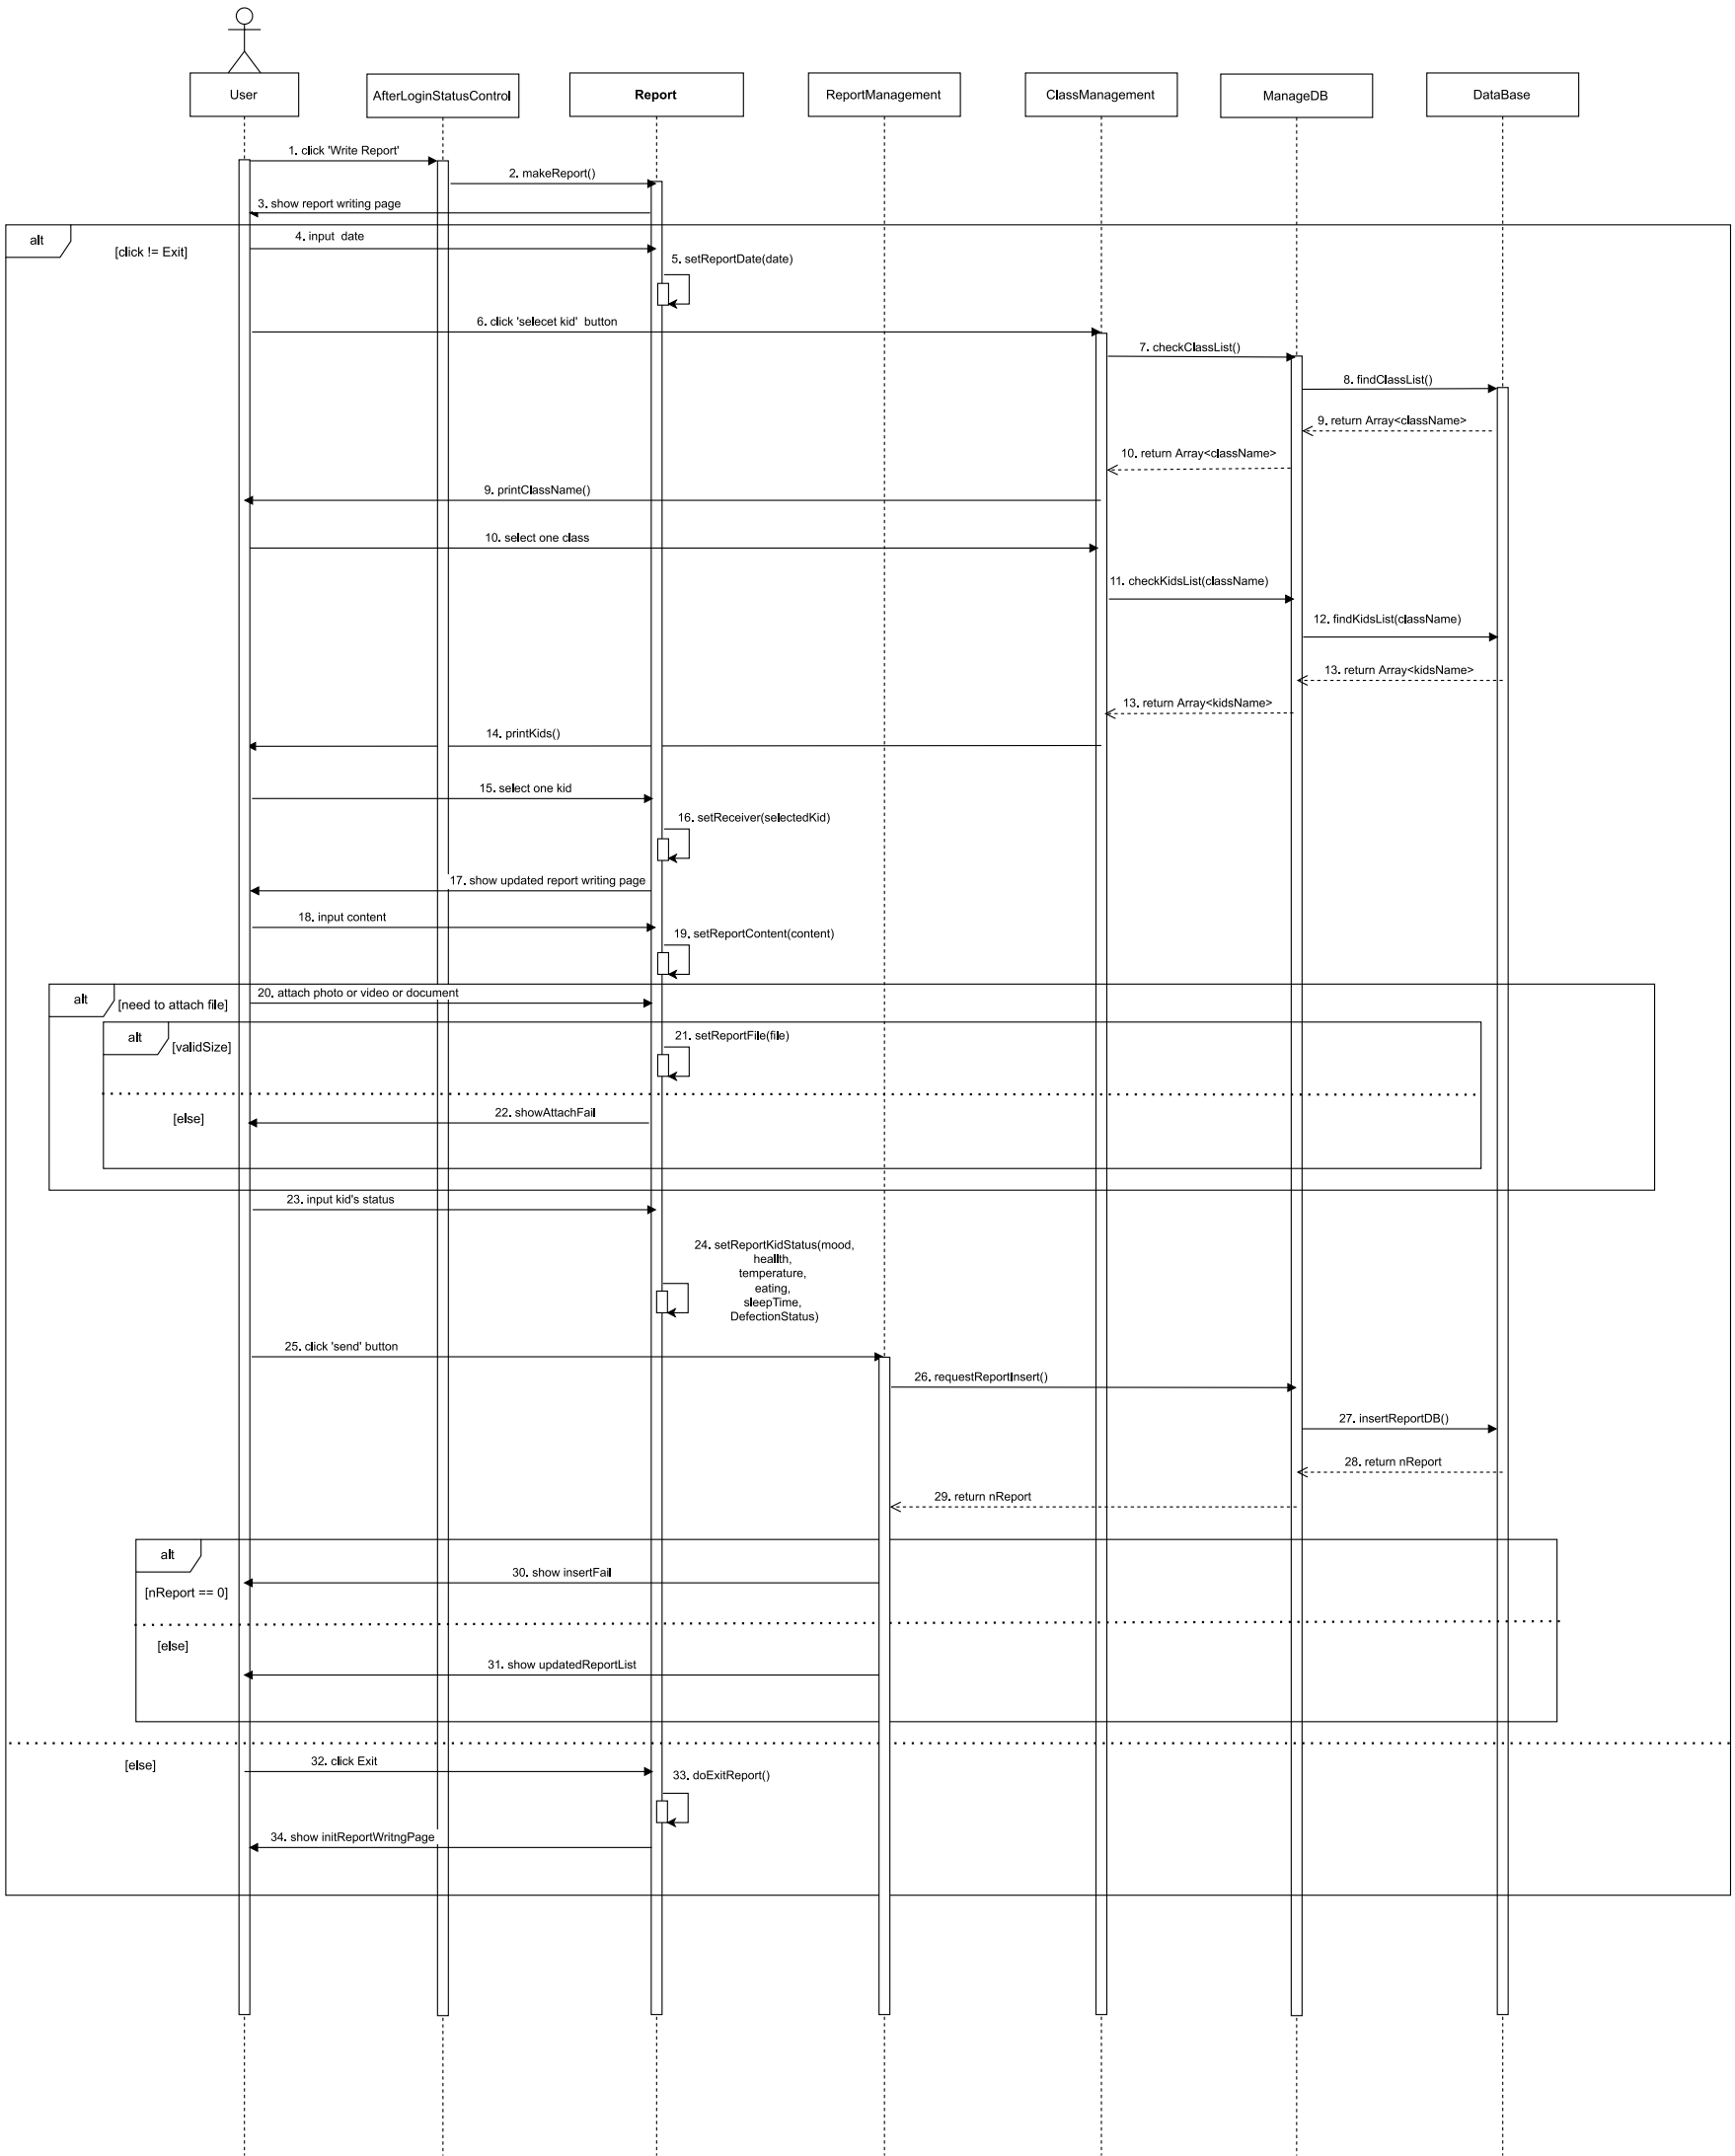 User
AfterLoginStatusControl
Report
ReportManagement
ClassManagement
ManageDB
DataBase
1. click 'Write Report'
2. makeReport()
3. show report writing page
alt
[click != Exit]
4. input  date
5. setReportDate(date)
6. click 'selecet kid'  button
7. checkClassList()
8. findClassList()
9. return Array<className>
10. return Array<className>
9. printClassName()
10. select one class
11. checkKidsList(className)
12. findKidsList(className)
13. return Array<kidsName>
13. return Array<kidsName>
14. printKids()
15. select one kid
16. setReceiver(selectedKid)
17. show updated report writing page
18. input content
19. setReportContent(content)
alt
[need to attach file]
20. attach photo or video or document
alt
[validSize]
21. setReportFile(file)
[else]
22. showAttachFail
23. input kid's status
24. setReportKidStatus(mood,
heallth,
temperature,
eating,
sleepTime,
DefectionStatus)
25. click 'send' button
26. requestReportInsert()
27. insertReportDB()
28. return nReport
29. return nReport
alt
[nReport == 0]
30. show insertFail
[else]
31. show updatedReportList
[else]
32. click Exit
33. doExitReport()
34. show initReportWritngPage